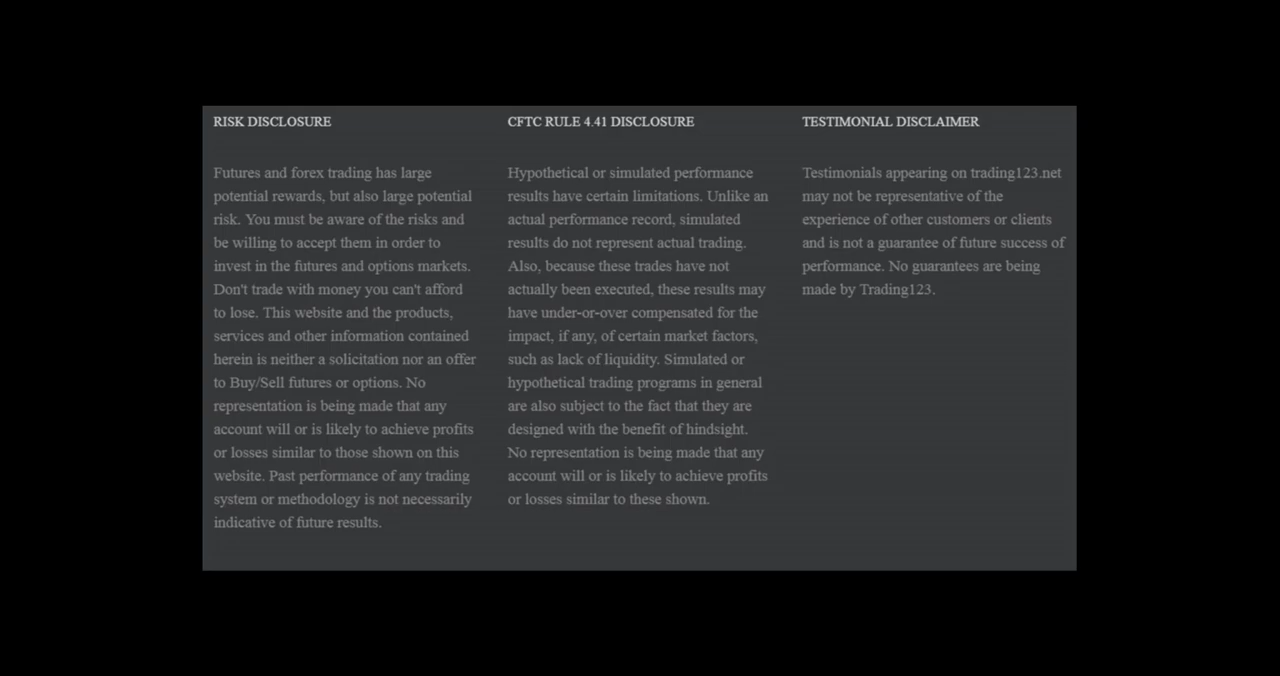 RISK DISCLOSURE
Futures and forex trading has large
potential rewards, but also large potential
risk. You must be aware of the risks and
be willing to accept them in order to
invest in the futures and options markets.
Don't trade with money you can't afford
to lose. This website and the products,
services and other information contained
herein is neither a solicitation nor an offer
to Buy/Sell futures or options. No
representation is being made that any
account will or is likely to achieve profits
or losses similar to those shown on this
website. Past performance of any trading
system or methodology is not necessarily
indicative of future results.
CFTC RULE 4.41 DISCLOSURE
Hypothetical or simulated performance
results have certain limitations. Unlike an
actual performance record, simulated
results do not represent actual trading.
Also, because these trades have not
actually been executed, these results may
have under-or-over compensated for the
impact, if any, of certain market factors,
such as lack of liquidity. Simulated or
hypothetical trading programs in general
are also subject to the fact that they are
designed with the benefit of hindsight.
No representation is being made that any
account will or is likely to achieve profits
or losses similar to these shown.
TESTIMONIAL DISCLAIMER
Testimonials appearing on trading123.net
may not be representative of the
experience of other customers or clients
and is not a guarantee of future success of
performance. No guarantees are being
made by Trading123.